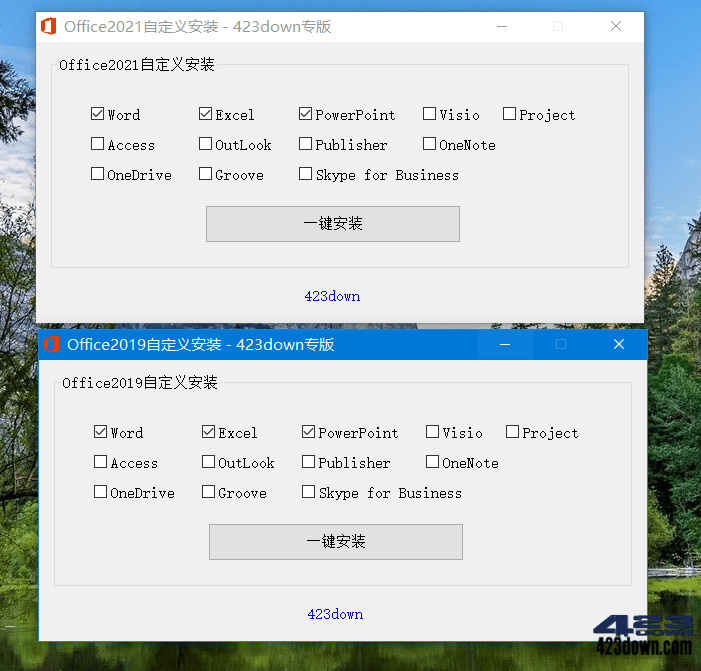 Office2021自定义安装 - 423down专版
Office2021自定义安装
Word Excel PowerPoint Visio Project
Access OutLook Publisher OneNote
OneDrive Groove Skype for Business
一键安装
423down
Office2019自定义安装 - 423down专版
Office2019自定义安装
Word Excel PowerPoint Visio Project
Access OutLook Publisher OneNote
OneDrive Groove Skype for Business
一键安装
423down
423
DOWN
423down.com